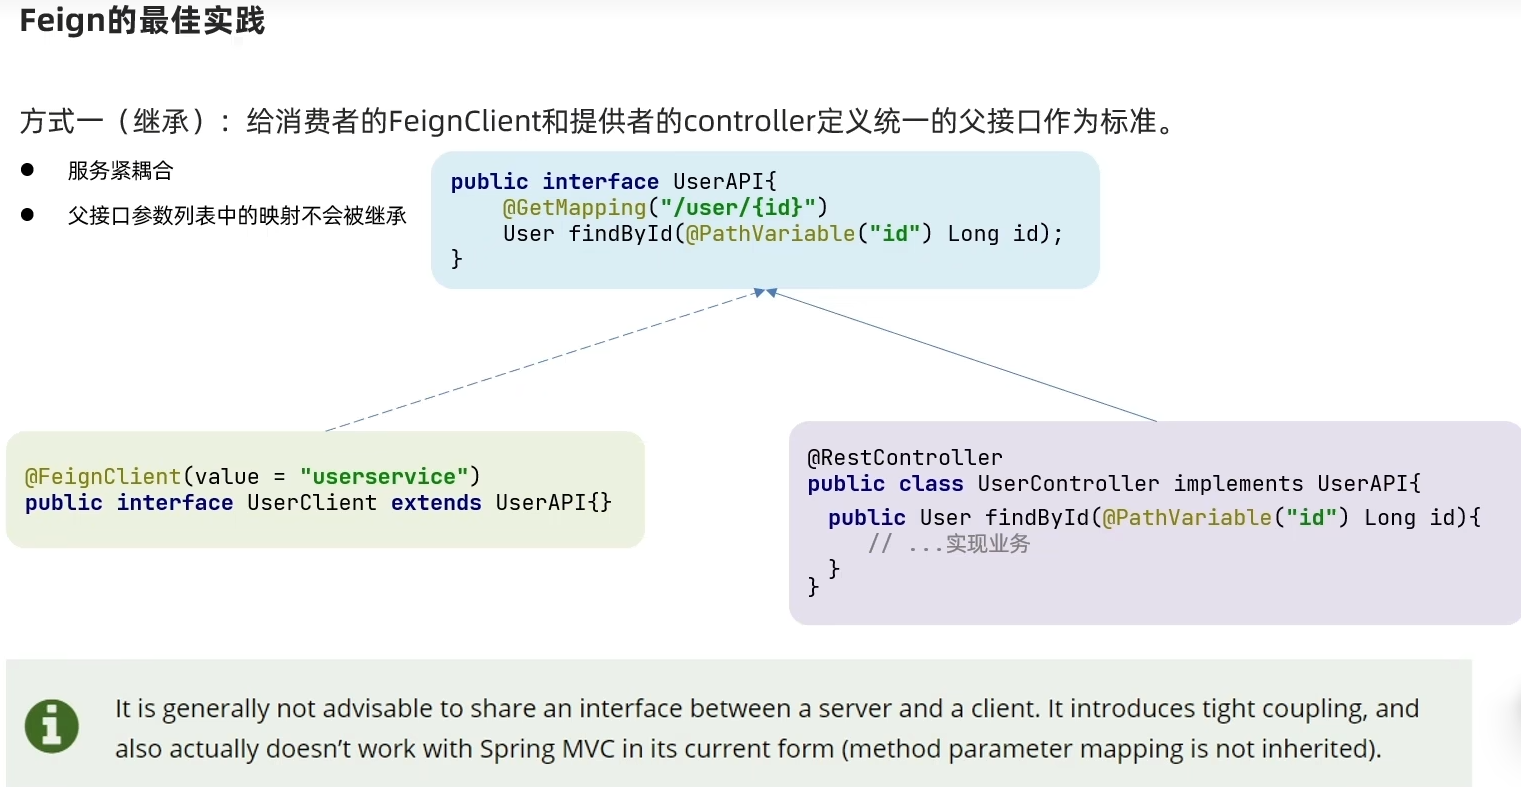 Feign的最佳实践
方式一（继承）：给消费者的FeignClient和提供者的controller定义统一的父接口作为标准。
● 服务紧耦合
● 父接口参数列表中的映射不会被继承
public interface UserAPI{
    @GetMapping("/user/{id}")
    User findById(@PathVariable("id") Long id);
}
@FeignClient(value = "userservice")
public interface UserClient extends UserAPI{}
@RestController
public class UserController implements UserAPI{
  public User findById(@PathVariable("id") Long id){
     // ...实现业务
  }
}
It is generally not advisable to share an interface between a server and a client. It introduces tight coupling, and
also actually doesn't work with Spring MVC in its current form (method parameter mapping is not inherited).